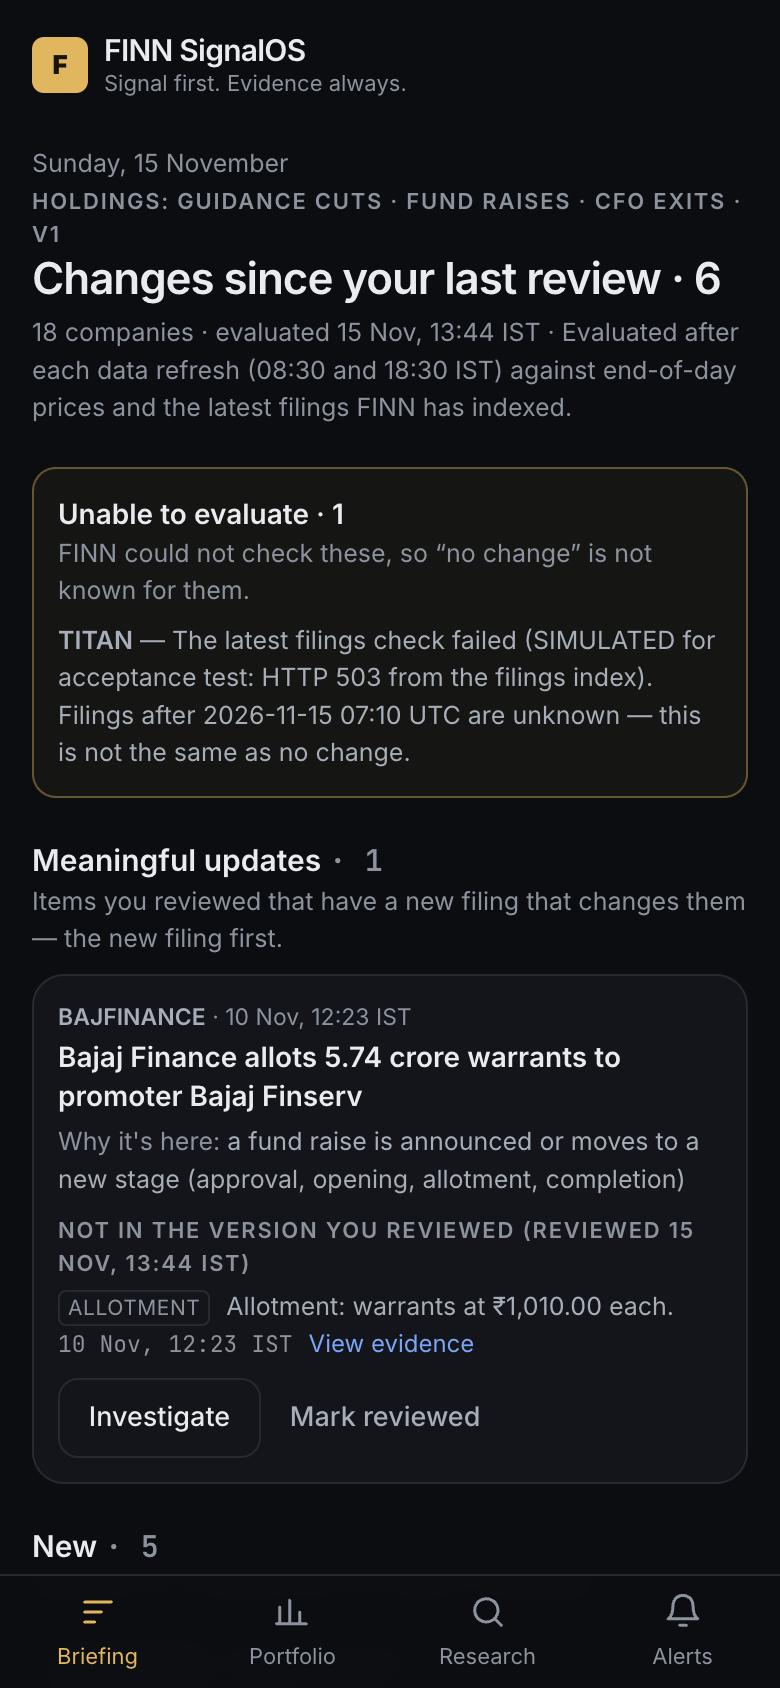 F
FINN SignalOS
Signal first. Evidence always.
Sunday, 15 November
HOLDINGS: GUIDANCE CUTS · FUND RAISES · CFO EXITS ·
V1
Changes since your last review · 6
18 companies · evaluated 15 Nov, 13:44 IST · Evaluated after
each data refresh (08:30 and 18:30 IST) against end-of-day
prices and the latest filings FINN has indexed.
Unable to evaluate · 1
FINN could not check these, so “no change” is not
known for them.
TITAN — The latest filings check failed (SIMULATED for
acceptance test: HTTP 503 from the filings index).
Filings after 2026-11-15 07:10 UTC are unknown — this
is not the same as no change.
Meaningful updates · 1
Items you reviewed that have a new filing that changes them
— the new filing first.
BAJFINANCE · 10 Nov, 12:23 IST
Bajaj Finance allots 5.74 crore warrants to
promoter Bajaj Finserv
Why it's here: a fund raise is announced or moves to a
new stage (approval, opening, allotment, completion)
NOT IN THE VERSION YOU REVIEWED (REVIEWED 15
NOV, 13:44 IST)
ALLOTMENT Allotment: warrants at ₹1,010.00 each.
10 Nov, 12:23 IST View evidence
Investigate Mark reviewed
New · 5
Briefing Portfolio Research Alerts